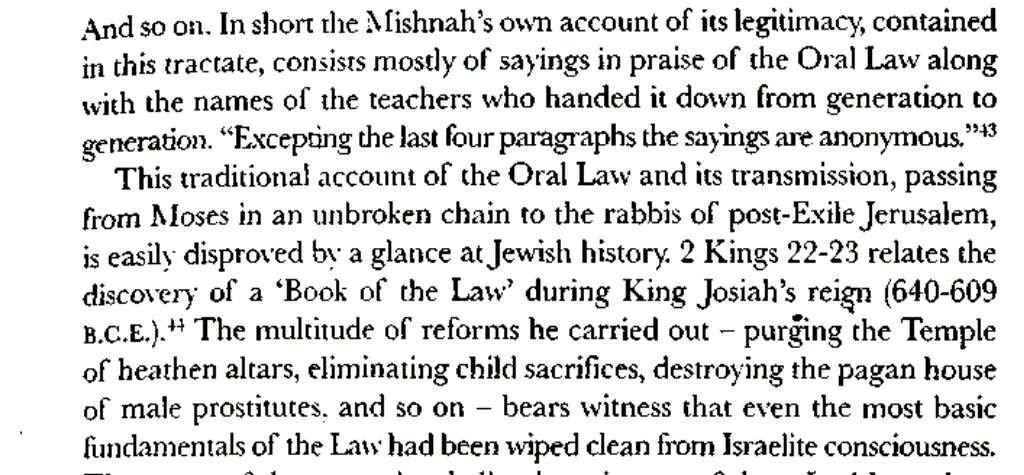 And so on. In short the Mishnah's own account of its legitimacy, contained
in this tractate, consists mostly of sayings in praise of the Oral Law along
with the names of the teachers who handed it down from generation to
generation. “Excepting the last four paragraphs the sayings are anonymous.”43
This traditional account of the Oral Law and its transmission, passing
from Moses in an unbroken chain to the rabbis of post-Exile Jerusalem,
is easily disproved by a glance at Jewish history. 2 Kings 22-23 relates the
discovery of a ‘Book of the Law’ during King Josiah's reign (640-609
B.C.E.).44 The multitude of reforms he carried out – purging the Temple
of heathen altars, eliminating child sacrifices, destroying the pagan house
of male prostitutes, and so on – bears witness that even the most basic
fundamentals of the Law had been wiped clean from Israelite consciousness.